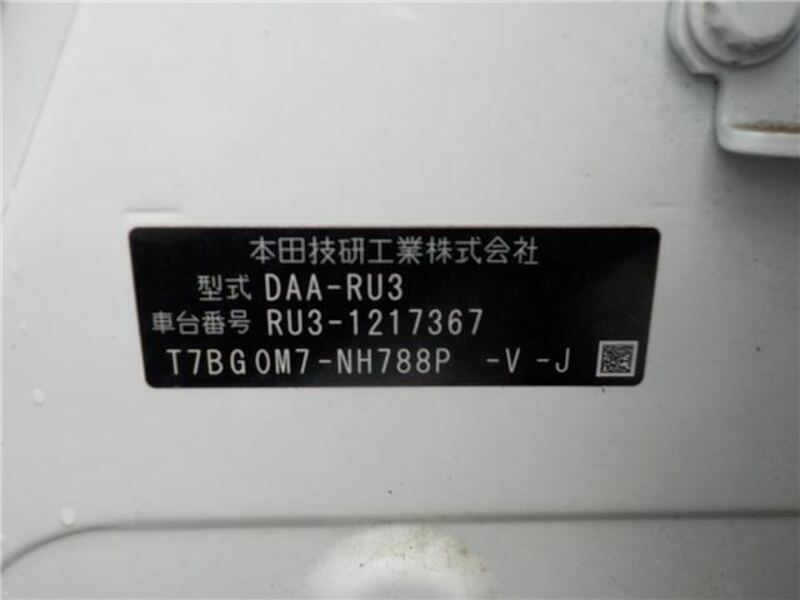 本田技研工業株式会社
型式 DAA-RU3
車台番号 RU3-1217367
T7BG0M7-NH788P -V -J